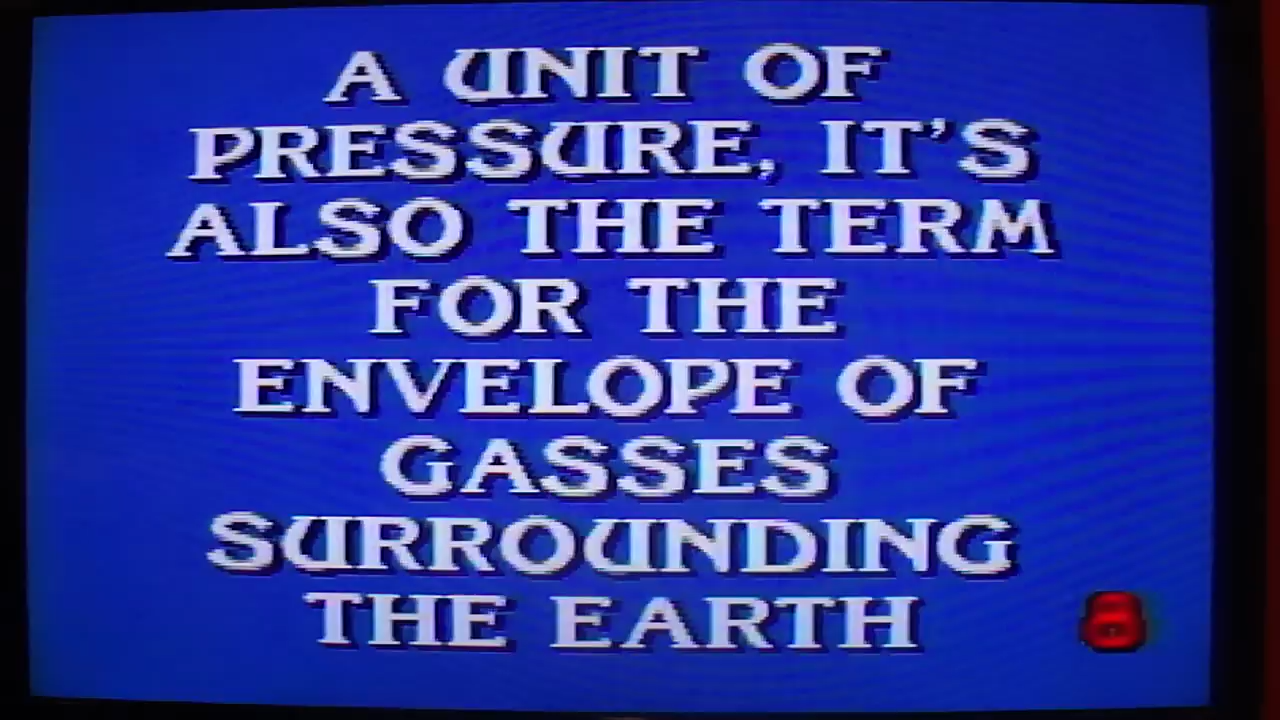 A UNIT OF
PRESSURE, IT'S
ALSO THE TERM
FOR THE
ENVELOPE OF
GASSES
SURROUNDING
THE EARTH